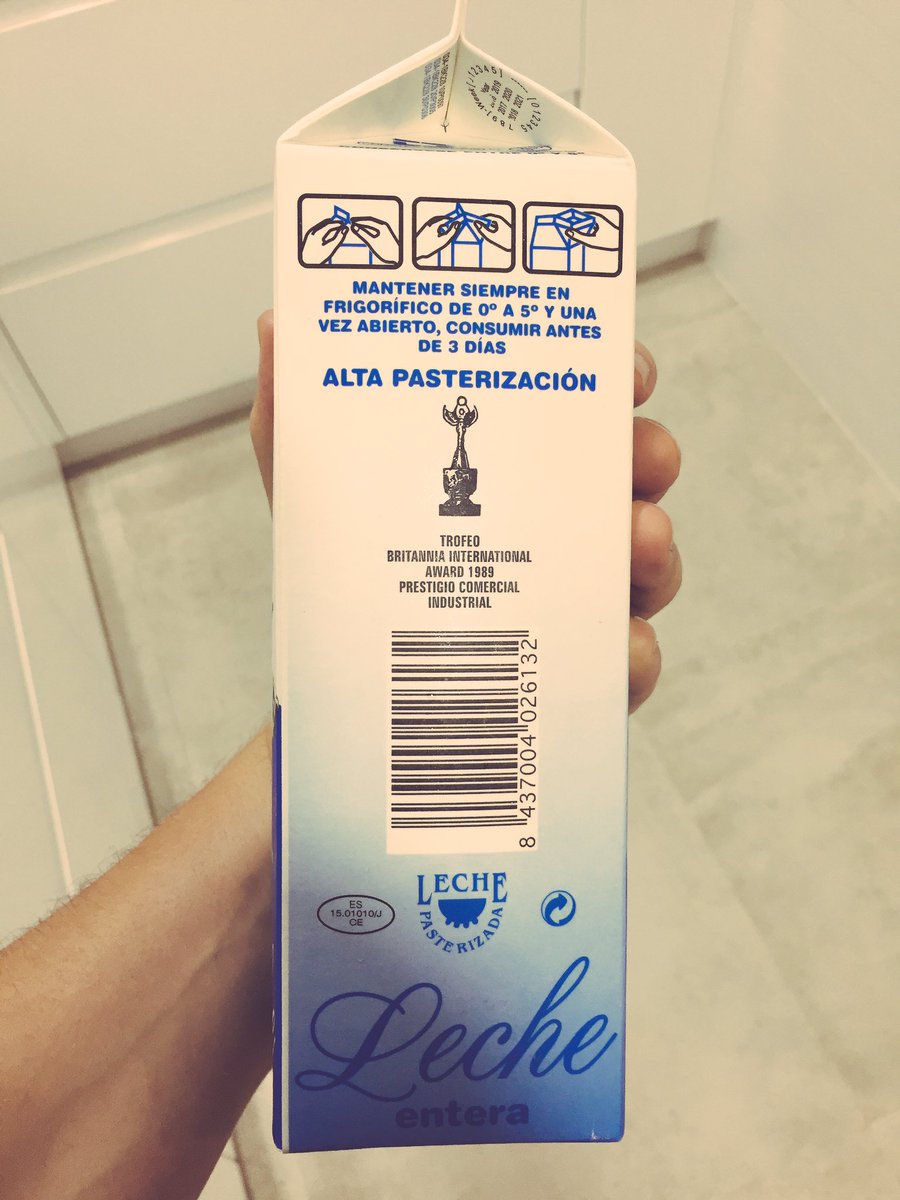 MANTENER SIEMPRE EN
FRIGORÍFICO DE 0º A 5º Y UNA
VEZ ABIERTO, CONSUMIR ANTES
DE 3 DÍAS
ALTA PASTERIZACIÓN
TROFEO
BRITANNIA INTERNATIONAL
AWARD 1989
PRESTIGIO COMERCIAL
INDUSTRIAL
8 437004 026132
LECHE
PASTERIZADA
ES
15.01010/J
CE
Leche
entera